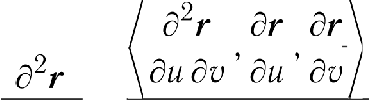 ∂²𝒓 ⟨∂²𝒓/∂u ∂v, ∂𝒓/∂u, ∂𝒓/∂v⟩